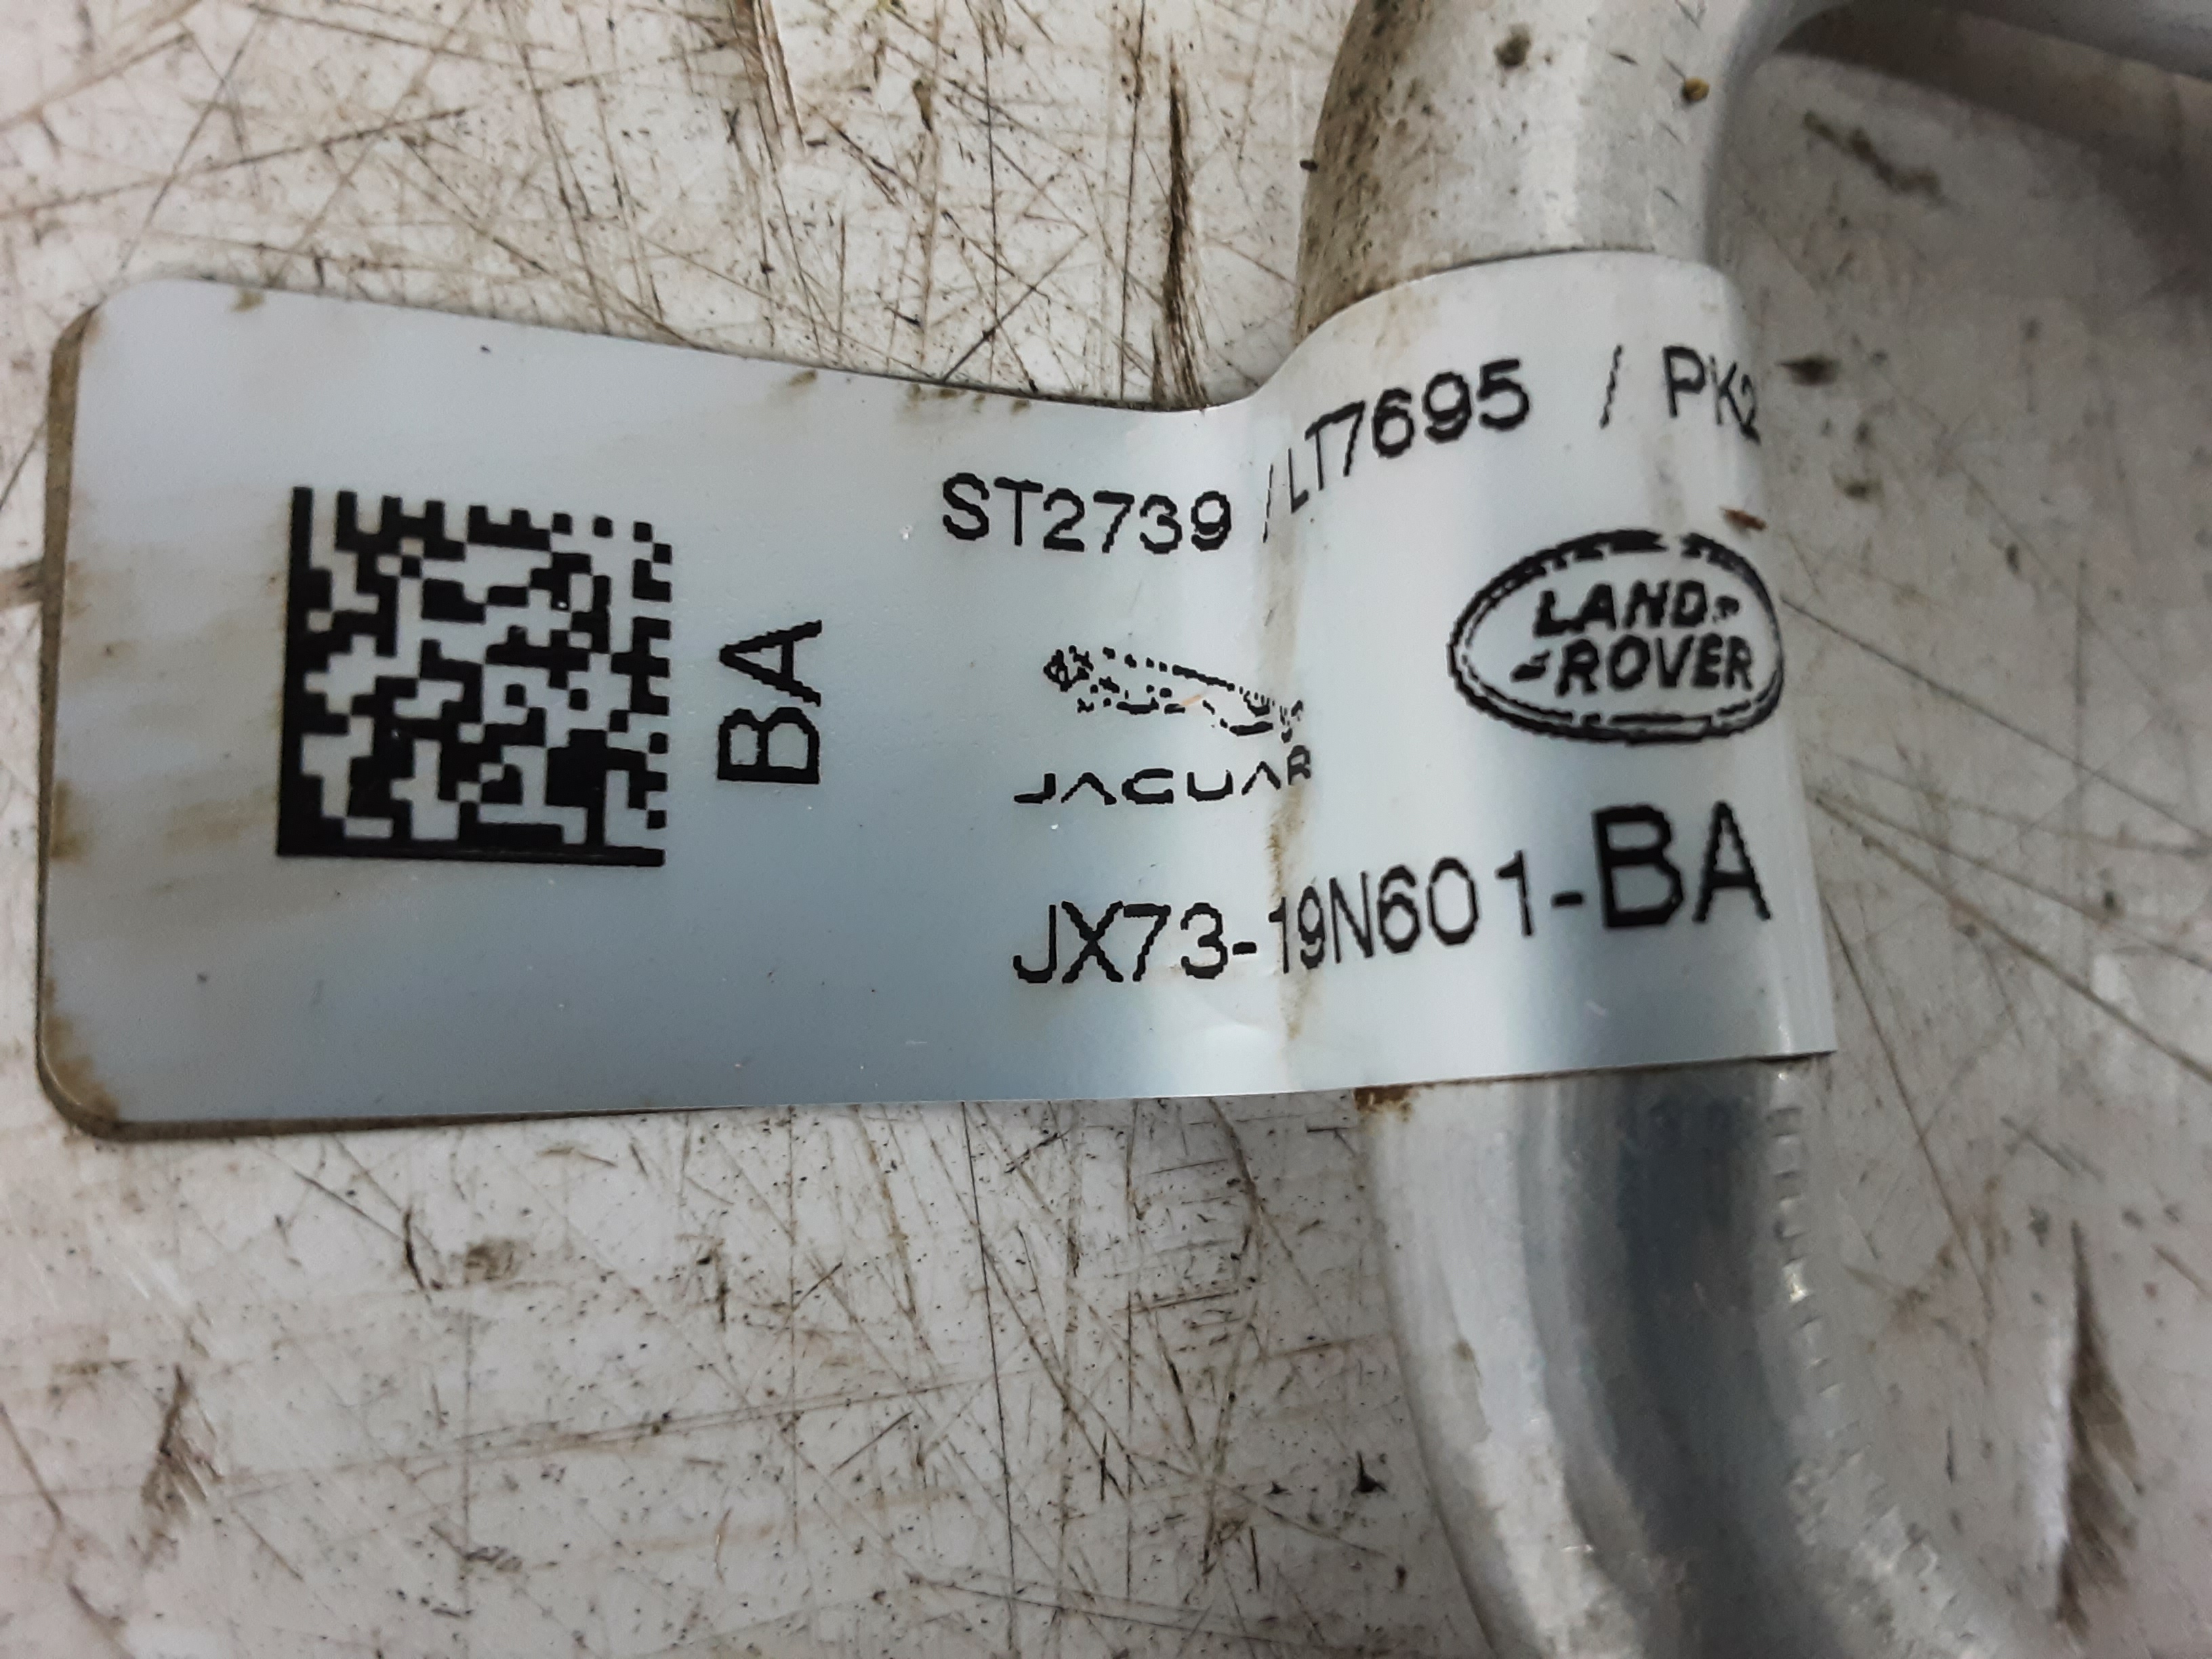 ST2739 / LT7695 / PK2
BA
LAND-
-ROVER
JAGUAR
JX73-19N601-BA